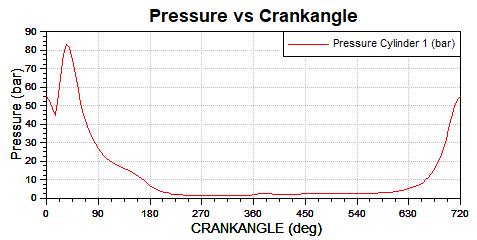 Pressure vs Crankangle
Pressure Cylinder 1 (bar)
Pressure (bar)
90
80
70
60
50
40
30
20
10
0
0 90 180 270 360 450 540 630 720
CRANKANGLE (deg)